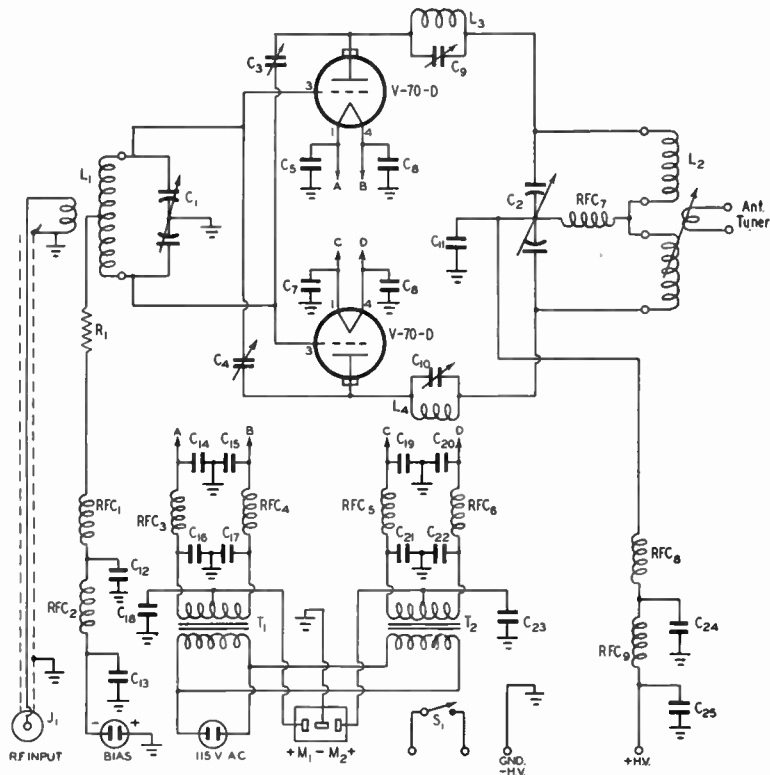 L3
C3
C9
3
V-70-D
1
4
C5
C8
A
B
L1
C1
L2
C2
RFC7
Ant.
Tuner
C11
C
D
C7
C8
1
4
R1
3
V-70-D
C4
C10
L4
A
C14
C15
B
C
C19
C20
D
RFC1
RFC3
RFC4
RFC5
RFC6
C16
C17
C21
C22
RFC8
C12
RFC2
C18
T1
T2
C23
C24
RFC9
C13
S1
C25
J1
- +
+M1-M2+
R.F. INPUT
BIAS
115 V AC
GND.
-H.V.
+H.V.